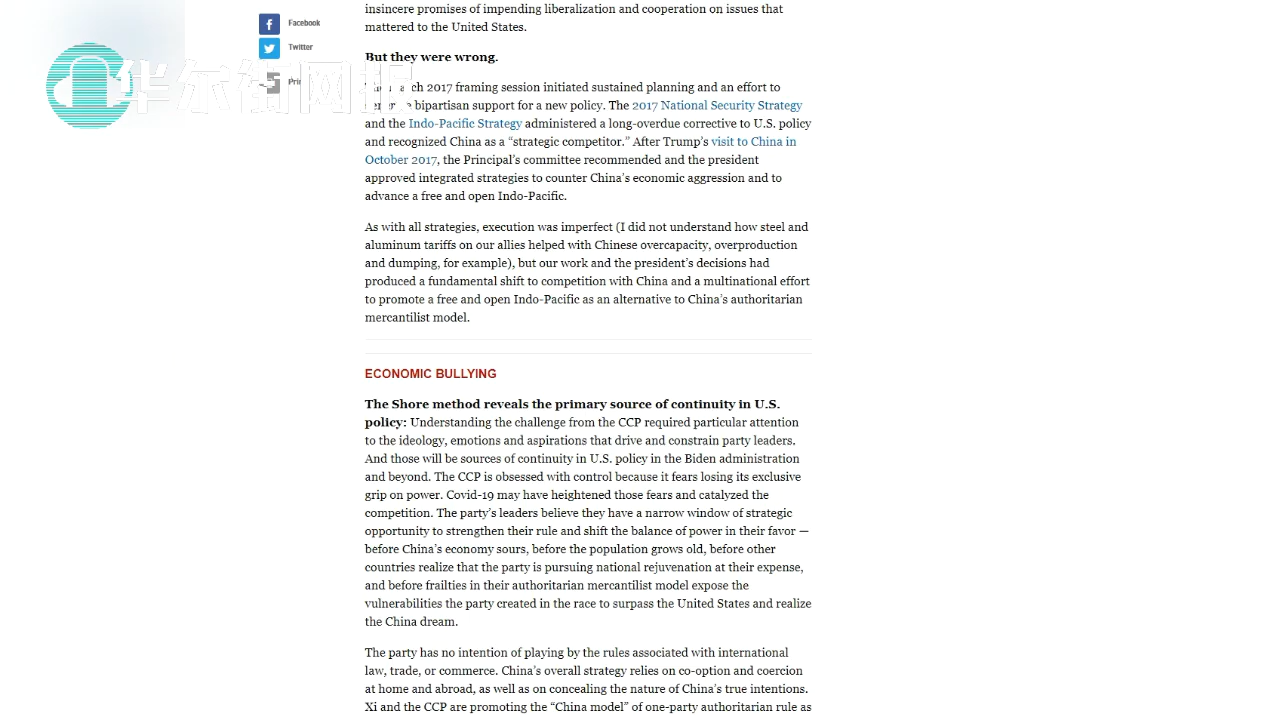 Facebook
Twitter
华尔街网报
insincere promises of impending liberalization and cooperation on issues that
mattered to the United States.
But they were wrong.
ch 2017 framing session initiated sustained planning and an effort to
bipartisan support for a new policy. The 2017 National Security Strategy
and the Indo-Pacific Strategy administered a long-overdue corrective to U.S. policy
and recognized China as a “strategic competitor.” After Trump’s visit to China in
October 2017, the Principal’s committee recommended and the president
approved integrated strategies to counter China’s economic aggression and to
advance a free and open Indo-Pacific.
As with all strategies, execution was imperfect (I did not understand how steel and
aluminum tariffs on our allies helped with Chinese overcapacity, overproduction
and dumping, for example), but our work and the president’s decisions had
produced a fundamental shift to competition with China and a multinational effort
to promote a free and open Indo-Pacific as an alternative to China’s authoritarian
mercantilist model.
ECONOMIC BULLYING
The Shore method reveals the primary source of continuity in U.S.
policy: Understanding the challenge from the CCP required particular attention
to the ideology, emotions and aspirations that drive and constrain party leaders.
And those will be sources of continuity in U.S. policy in the Biden administration
and beyond. The CCP is obsessed with control because it fears losing its exclusive
grip on power. Covid-19 may have heightened those fears and catalyzed the
competition. The party’s leaders believe they have a narrow window of strategic
opportunity to strengthen their rule and shift the balance of power in their favor —
before China’s economy sours, before the population grows old, before other
countries realize that the party is pursuing national rejuvenation at their expense,
and before frailties in their authoritarian mercantilist model expose the
vulnerabilities the party created in the race to surpass the United States and realize
the China dream.
The party has no intention of playing by the rules associated with international
law, trade, or commerce. China’s overall strategy relies on co-option and coercion
at home and abroad, as well as on concealing the nature of China’s true intentions.
Xi and the CCP are promoting the “China model” of one-party authoritarian rule as